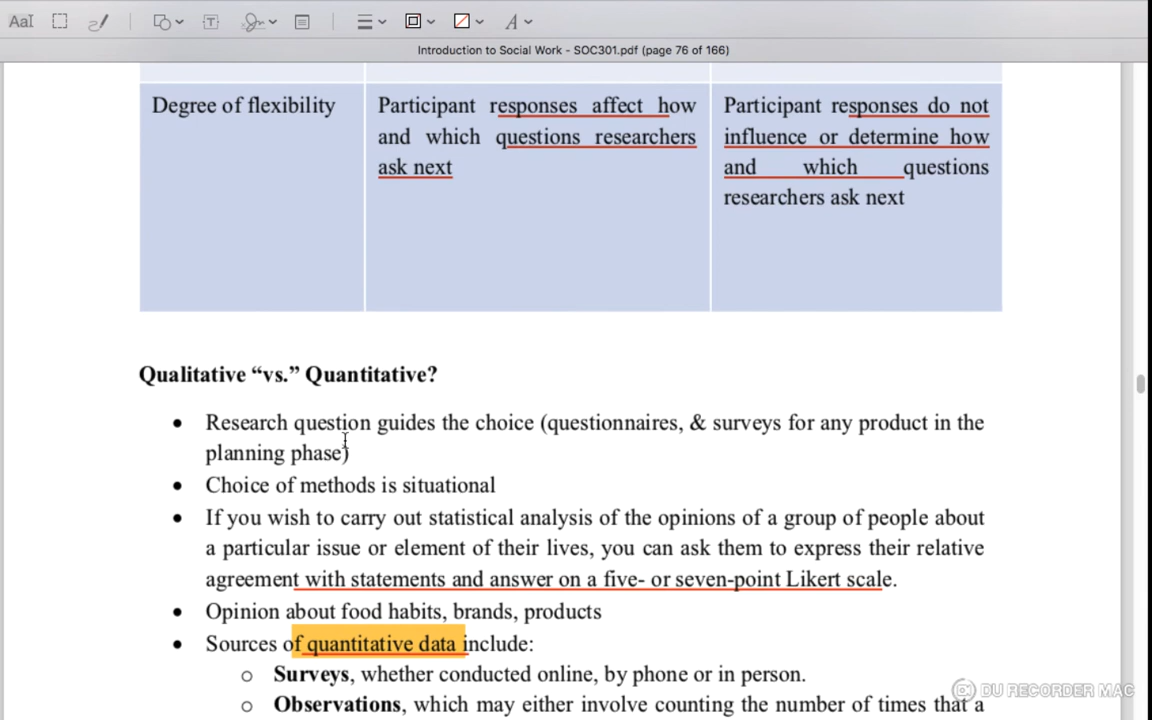 AaI
T
A
Introduction to Social Work - SOC301.pdf (page 76 of 166)
Degree of flexibility
Participant responses affect how
and which questions researchers
ask next
Participant responses do not
influence or determine how
and which questions
researchers ask next
Qualitative “vs.” Quantitative?
• Research question guides the choice (questionnaires, & surveys for any product in the
planning phase)
• Choice of methods is situational
• If you wish to carry out statistical analysis of the opinions of a group of people about
a particular issue or element of their lives, you can ask them to express their relative
agreement with statements and answer on a five- or seven-point Likert scale.
• Opinion about food habits, brands, products
• Sources of quantitative data include:
o Surveys, whether conducted online, by phone or in person.
o Observations, which may either involve counting the number of times that a
DU RECORDER MAC